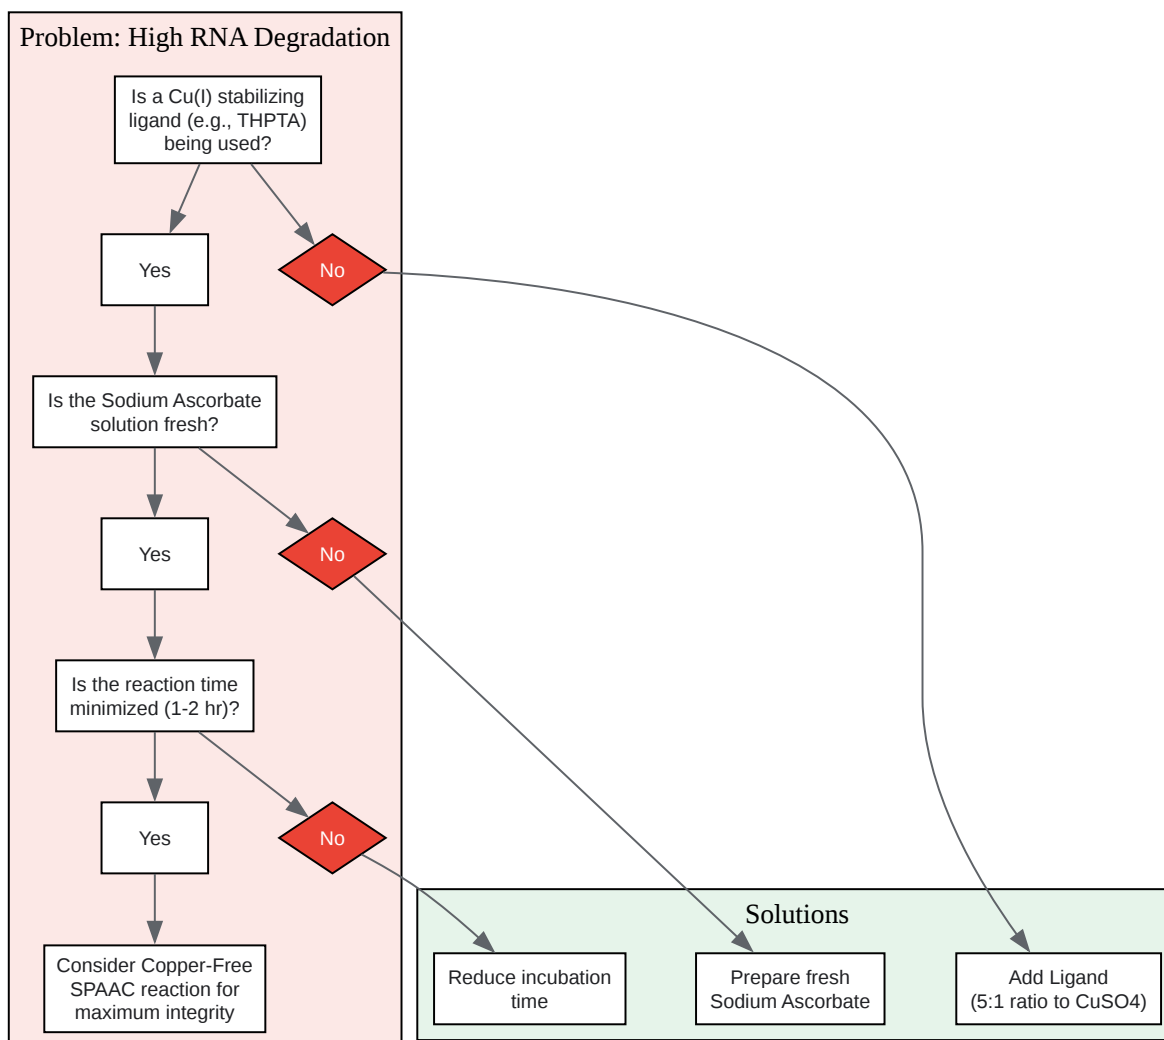 Problem: High RNA Degradation
Is a Cu(I) stabilizing
ligand (e.g., THPTA)
being used?
Yes
No
Is the Sodium Ascorbate
solution fresh?
Yes
No
Is the reaction time
minimized (1-2 hr)?
Yes
No
Consider Copper-Free
SPAAC reaction for
maximum integrity
Solutions
Reduce incubation
time
Prepare fresh
Sodium Ascorbate
Add Ligand
(5:1 ratio to CuSO4)